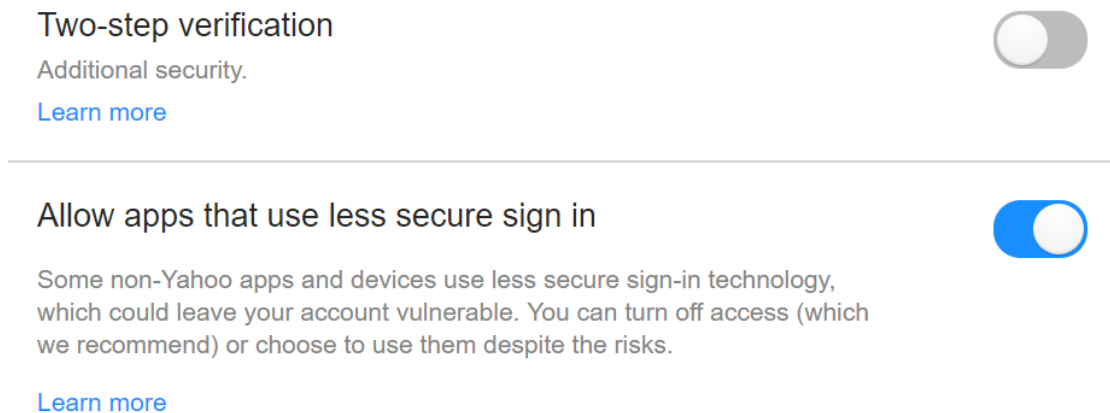 Two-step verification
Additional security.
Learn more
Allow apps that use less secure sign in
Some non-Yahoo apps and devices use less secure sign-in technology,
which could leave your account vulnerable. You can turn off access (which
we recommend) or choose to use them despite the risks.
Learn more